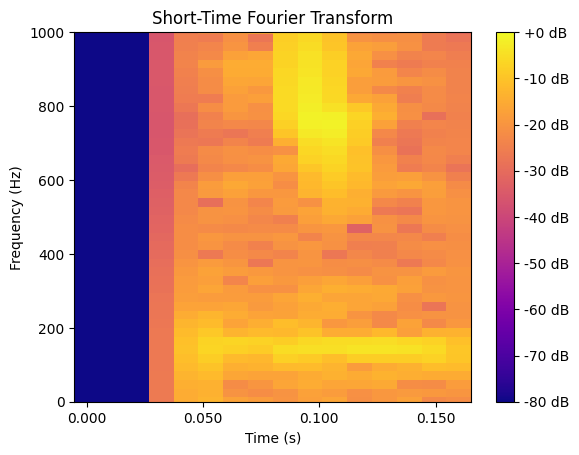 Short-Time Fourier Transform
Frequency (Hz)
1000
800
600
400
200
0
0.000
0.050
0.100
0.150
Time (s)
+0 dB
-10 dB
-20 dB
-30 dB
-40 dB
-50 dB
-60 dB
-70 dB
-80 dB